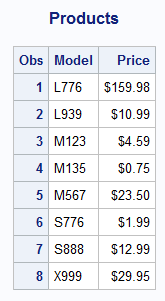 Products
Obs Model Price
1 L776 $159.98
2 L939 $10.99
3 M123 $4.59
4 M135 $0.75
5 M567 $23.50
6 S776 $1.99
7 S888 $12.99
8 X999 $29.95